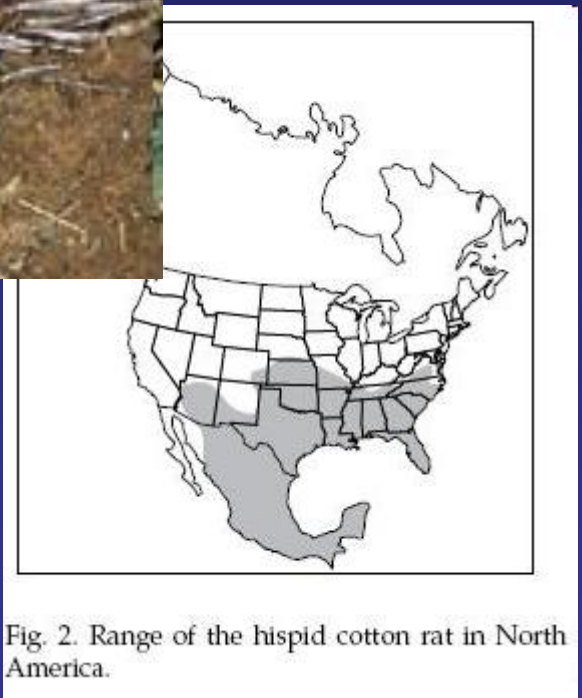 Fig. 2. Range of the hispid cotton rat in North
America.